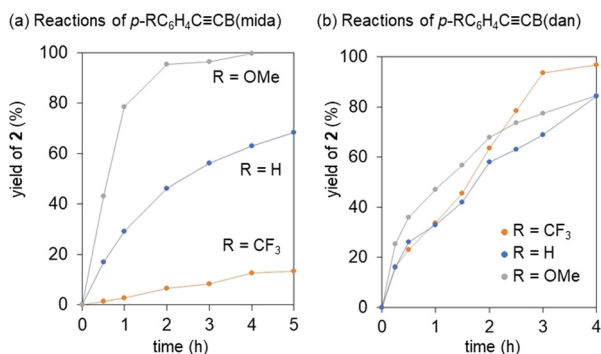 (a) Reactions of p-RC₆H₄C≡CB(mida)
100
80
60
40
20
0
yield of 2 (%)
R = OMe
R = H
R = CF₃
0 1 2 3 4 5
time (h)
(b) Reactions of p-RC₆H₄C≡CB(dan)
100
80
60
40
20
0
yield of 2 (%)
R = CF₃
R = H
R = OMe
0 1 2 3 4
time (h)